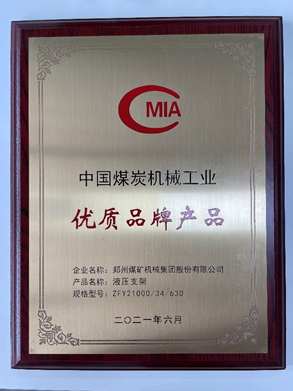 CMIA
中国煤炭机械工业
优质品牌产品
企业名称：郑州煤矿机械集团股份有限公司
产品名称：液压支架
规格型号：ZFY21000/34/630
二〇二一年六月